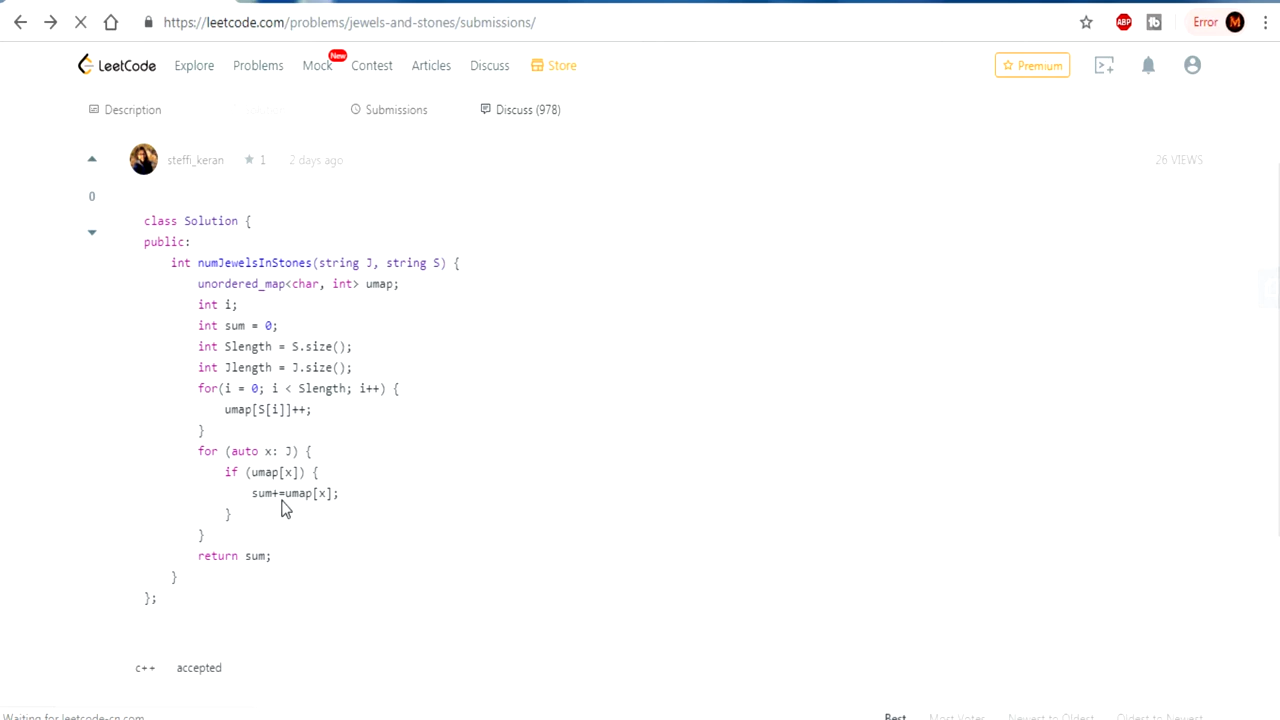 https://leetcode.com/problems/jewels-and-stones/submissions/
ABP
Error M
LeetCode Explore Problems Mock New Contest Articles Discuss Store Premium
Description Submissions Discuss (978)
steffi_keran 1 2 days ago 26 VIEWS
0
class Solution {
public:
int numJewelsInStones(string J, string S) {
unordered_map<char, int> umap;
int i;
int sum = 0;
int Slength = S.size();
int Jlength = J.size();
for(i = 0; i < Slength; i++) {
umap[S[i]]++;
}
for (auto x: J) {
if (umap[x]) {
sum+=umap[x];
}
}
return sum;
}
};
c++ accepted
Waiting for leetcode-cn.com
Best Most Votes Newest to Oldest Oldest to Newest